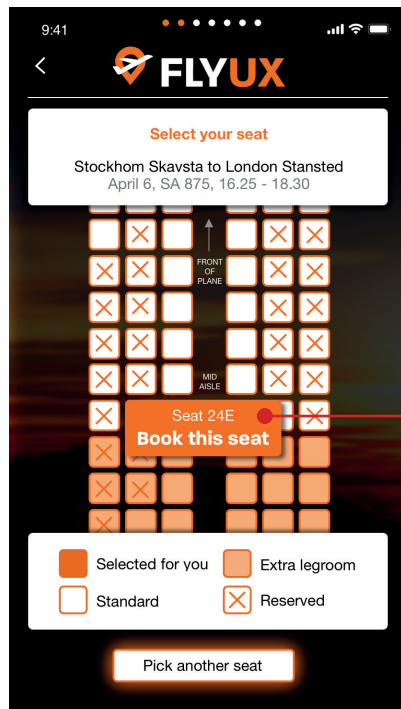 9:41
FLYUX
Select your seat
Stockhom Skavsta to London Stansted
April 6, SA 875, 16.25 - 18.30
FRONT
OF
PLANE
MID
AISLE
Seat 24E
Book this seat
Selected for you
Extra legroom
Standard
Reserved
Pick another seat